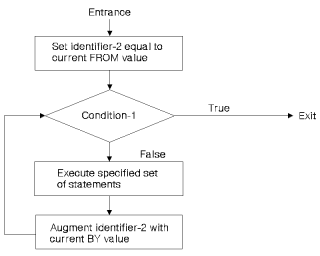 Entrance
Set identifier-2 equal to
current FROM value
Condition-1
True
Exit
False
Execute specified set
of statements
Augment identifier-2 with
current BY value